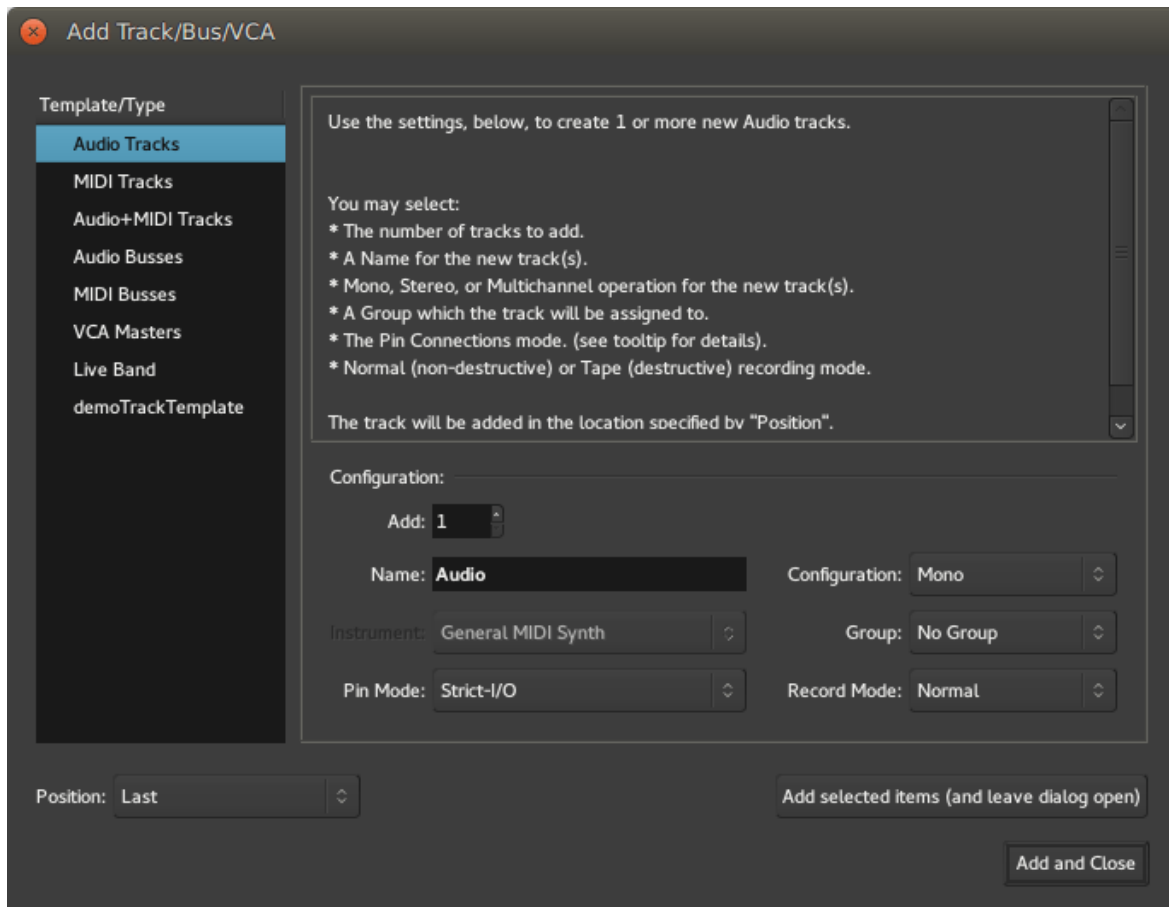 Add Track/Bus/VCA
Template/Type
Audio Tracks
MIDI Tracks
Audio+MIDI Tracks
Audio Busses
MIDI Busses
VCA Masters
Live Band
demoTrackTemplate
Use the settings, below, to create 1 or more new Audio tracks.
You may select:
* The number of tracks to add.
* A Name for the new track(s).
* Mono, Stereo, or Multichannel operation for the new track(s).
* A Group which the track will be assigned to.
* The Pin Connections mode. (see tooltip for details).
* Normal (non-destructive) or Tape (destructive) recording mode.
The track will be added in the location specified by "Position".
Configuration:
Add: 1
Name: Audio
Configuration: Mono
Instrument: General MIDI Synth
Group: No Group
Pin Mode: Strict-I/O
Record Mode: Normal
Position: Last
Add selected items (and leave dialog open)
Add and Close